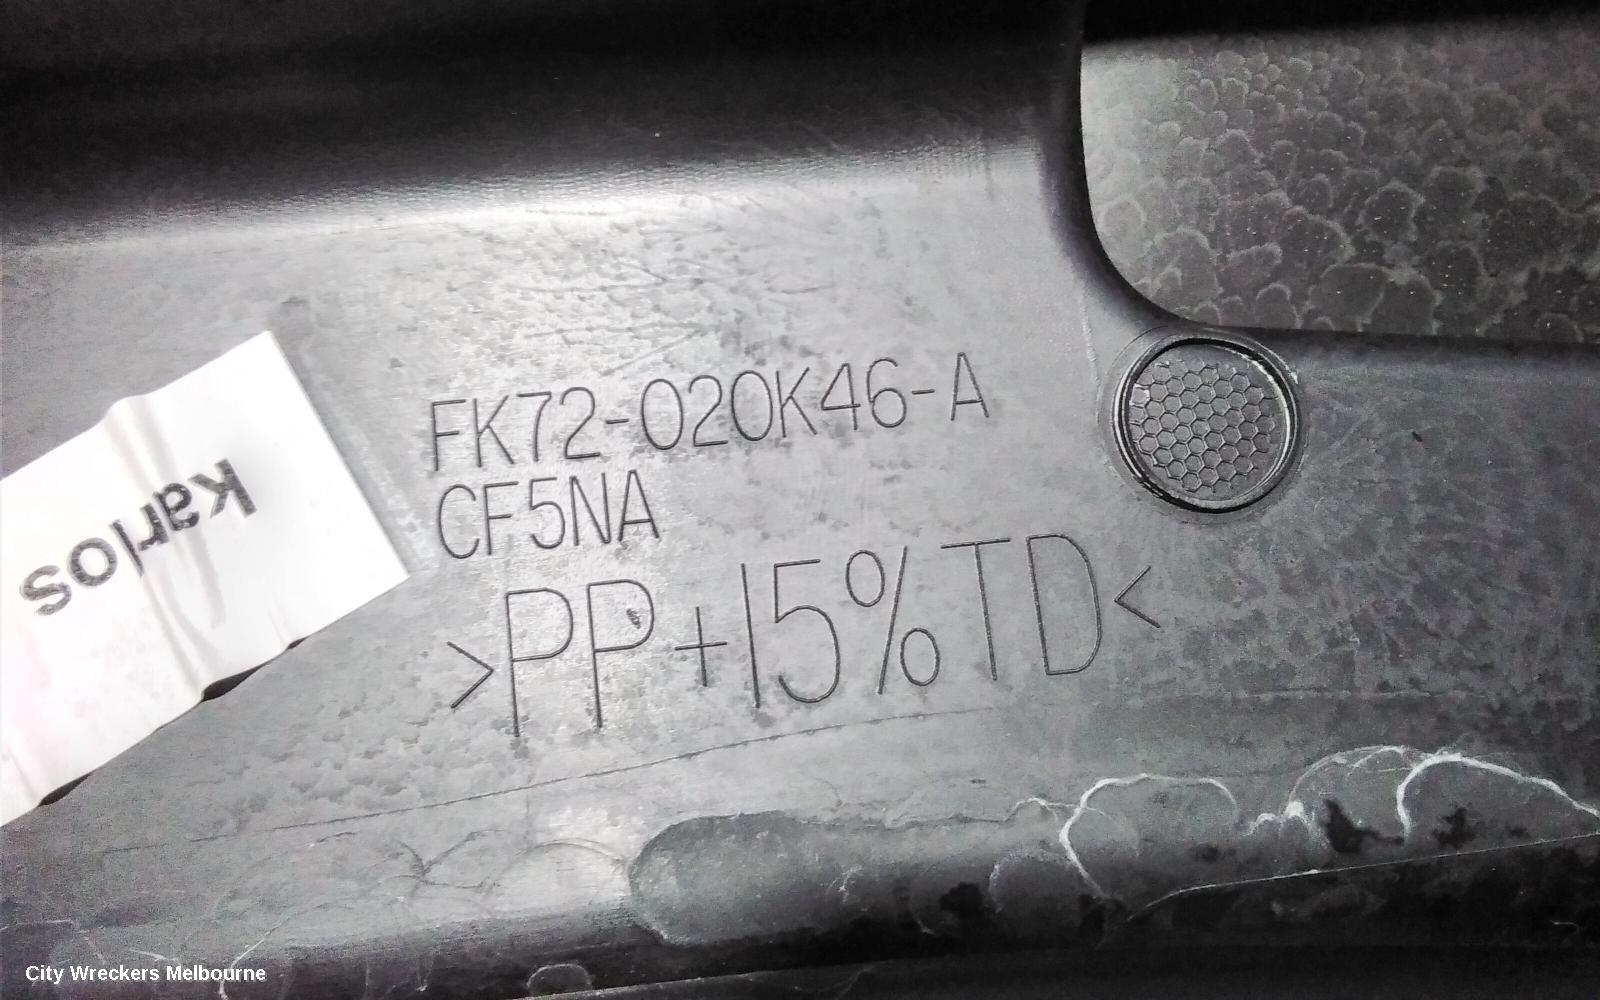 FK72-020K46-A
CF5NA
>PP+15%TD<
Karlos
City Wreckers Melbourne